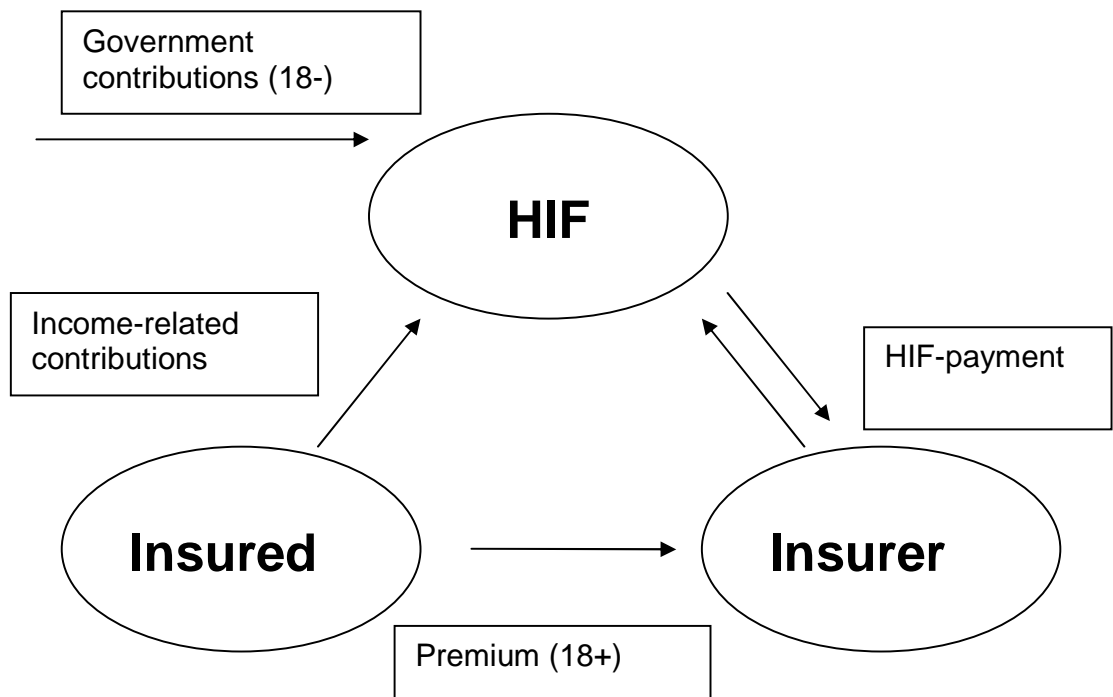 Government
contributions (18-)
HIF
Income-related
contributions
HIF-payment
Insured
Insurer
Premium (18+)